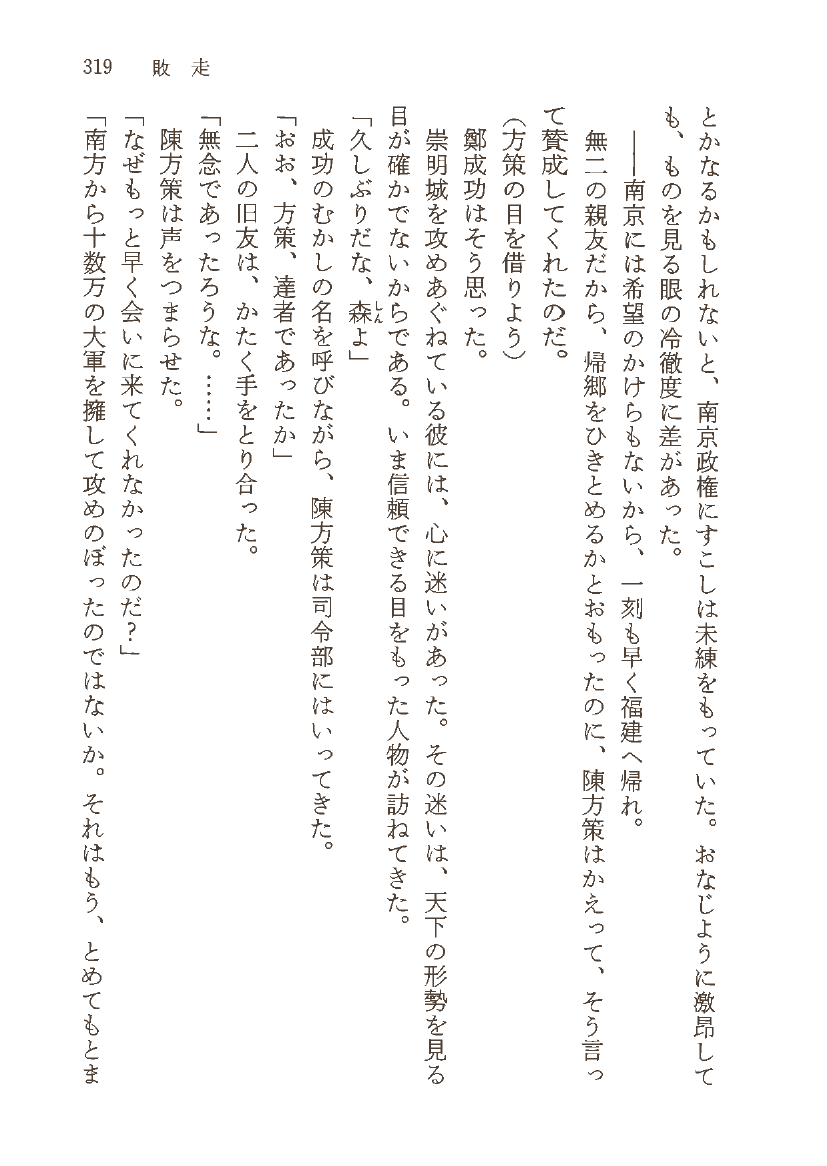 319 敗走
とかなるかもしれないと、南京政権にすこしは未練をもっていた。おなじように激昂して
も、ものを見る眼の冷徹度に差があった。
――南京には希望のかけらもないから、一刻も早く福建へ帰れ。
無二の親友だから、帰郷をひきとめるかとおもったのに、陳方策はかえって、そう言っ
て賛成してくれたのだ。
（方策の目を借りよう）
鄭成功はそう思った。
崇明城を攻めあぐねている彼には、心に迷いがあった。その迷いは、天下の形勢を見る
目が確かでないからである。いま信頼できる目をもった人物が訪ねてきた。
「久しぶりだな、森しんよ」
成功のむかしの名を呼びながら、陳方策は司令部にはいってきた。
「おお、方策、達者であったか」
二人の旧友は、かたく手をとり合った。
「無念であったろうな。……」
陳方策は声をつまらせた。
「なぜもっと早く会いに来てくれなかったのだ？」
「南方から十数万の大軍を擁して攻めのぼったのではないか。それはもう、とめてもとま